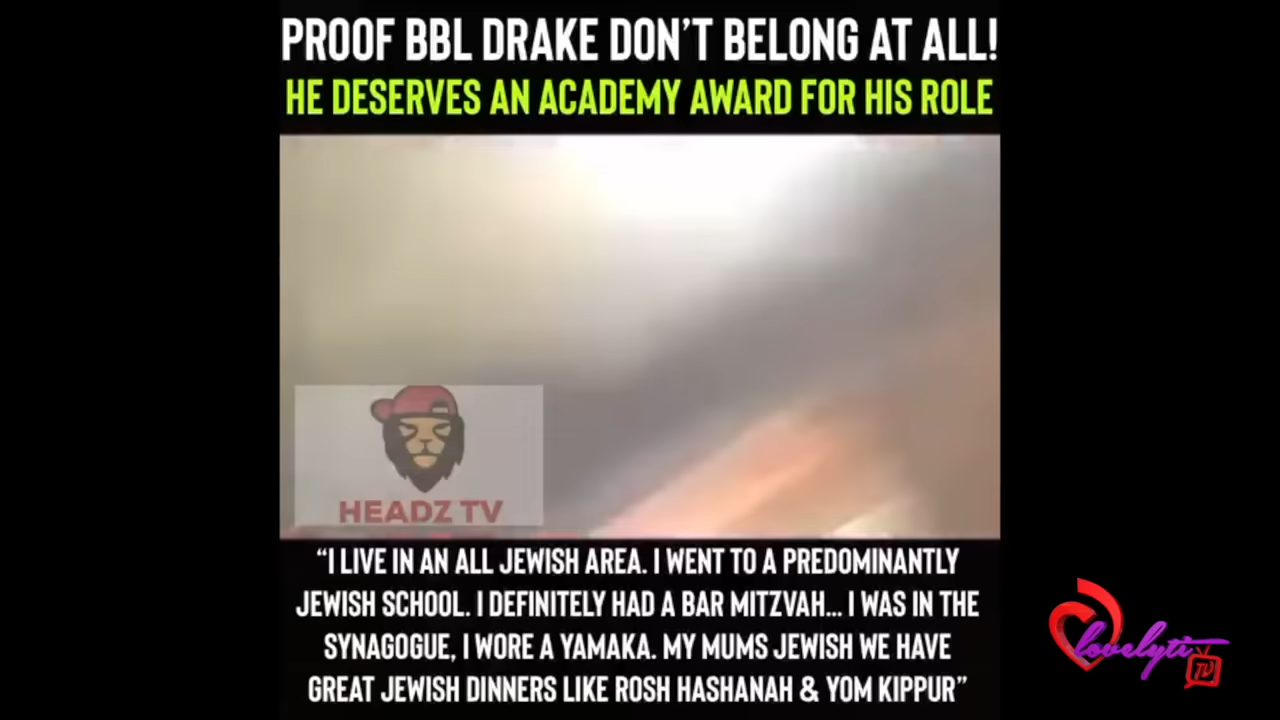 PROOF BBL DRAKE DON'T BELONG AT ALL!
HE DESERVES AN ACADEMY AWARD FOR HIS ROLE
HEADZ TV
“I LIVE IN AN ALL JEWISH AREA. I WENT TO A PREDOMINANTLY
JEWISH SCHOOL. I DEFINITELY HAD A BAR MITZVAH... I WAS IN THE
SYNAGOGUE, I WORE A YAMAKA. MY MUMS JEWISH WE HAVE
GREAT JEWISH DINNERS LIKE ROSH HASHANAH & YOM KIPPUR”
lovelyti
TV